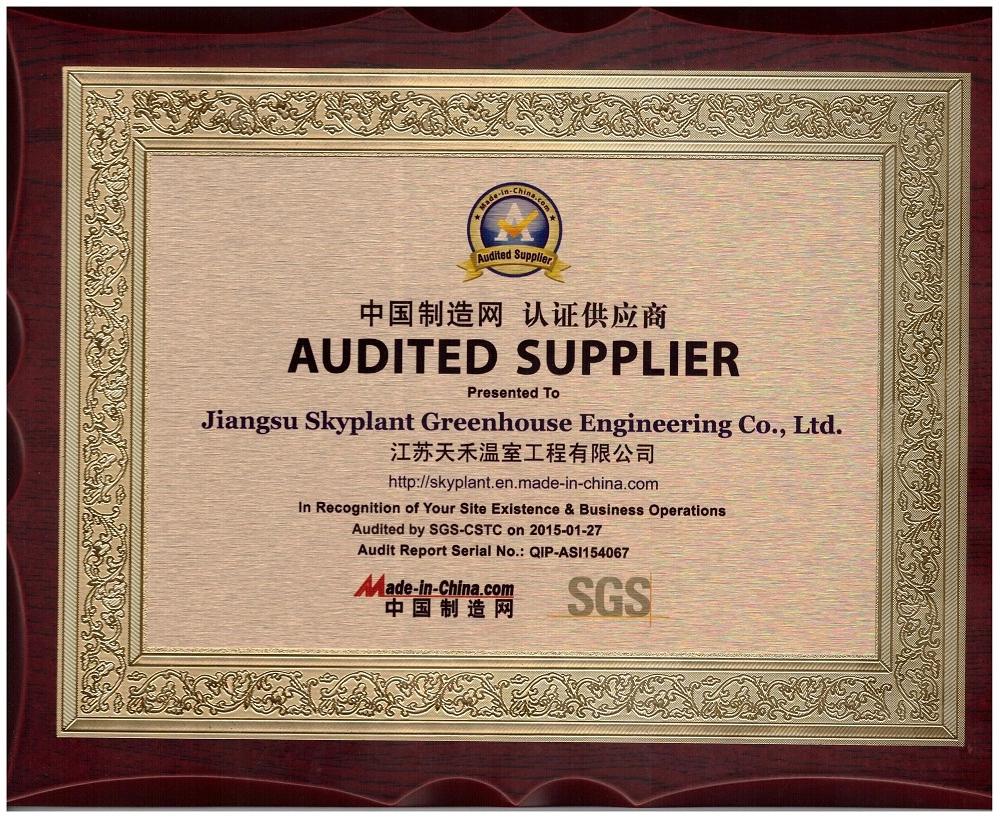 Made-in-China.com
A
Audited Supplier
中国制造网 认证供应商
AUDITED SUPPLIER
Presented To
Jiangsu Skyplant Greenhouse Engineering Co., Ltd.
江苏天禾温室工程有限公司
http://skyplant.en.made-in-china.com
In Recognition of Your Site Existence & Business Operations
Audited by SGS-CSTC on 2015-01-27
Audit Report Serial No.: QIP-ASI154067
Made-in-China.com
中国制造网
SGS